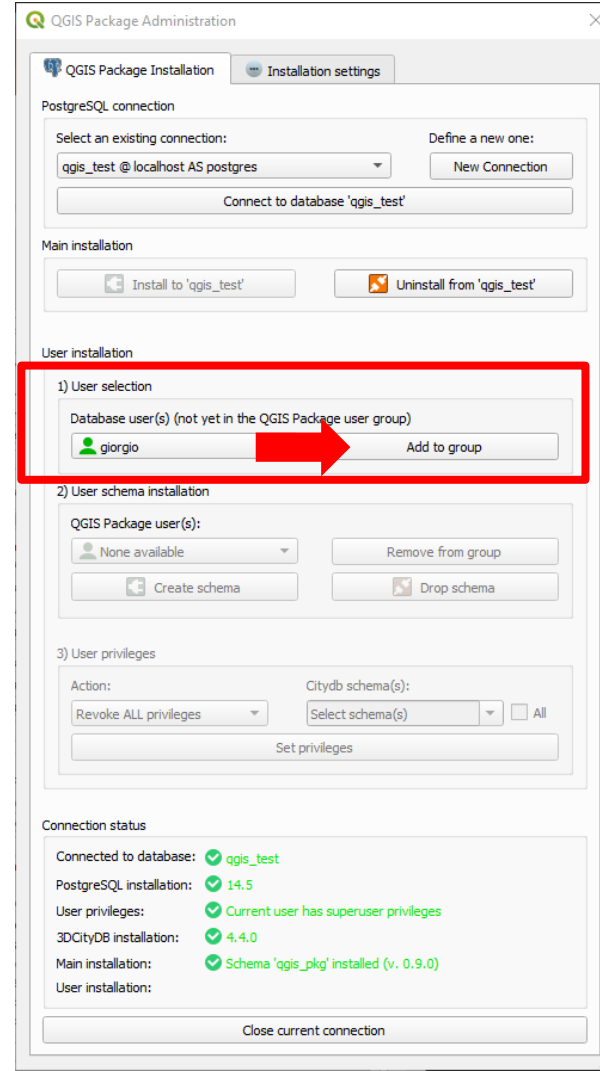 QGIS Package Administration
QGIS Package Installation
Installation settings
PostgreSQL connection
Select an existing connection:
Define a new one:
qgis_test @ localhost AS postgres
New Connection
Connect to database 'qgis_test'
Main installation
Install to 'qgis_test'
Uninstall from 'qgis_test'
User installation
1) User selection
Database user(s) (not yet in the QGIS Package user group)
giorgio
Add to group
2) User schema installation
QGIS Package user(s):
None available
Remove from group
Create schema
Drop schema
3) User privileges
Action:
Citydb schema(s):
Revoke ALL privileges
Select schema(s)
All
Set privileges
Connection status
Connected to database: qgis_test
PostgreSQL installation: 14.5
User privileges: Current user has superuser privileges
3DCityDB installation: 4.4.0
Main installation: Schema 'qgis_pkg' installed (v. 0.9.0)
User installation:
Close current connection